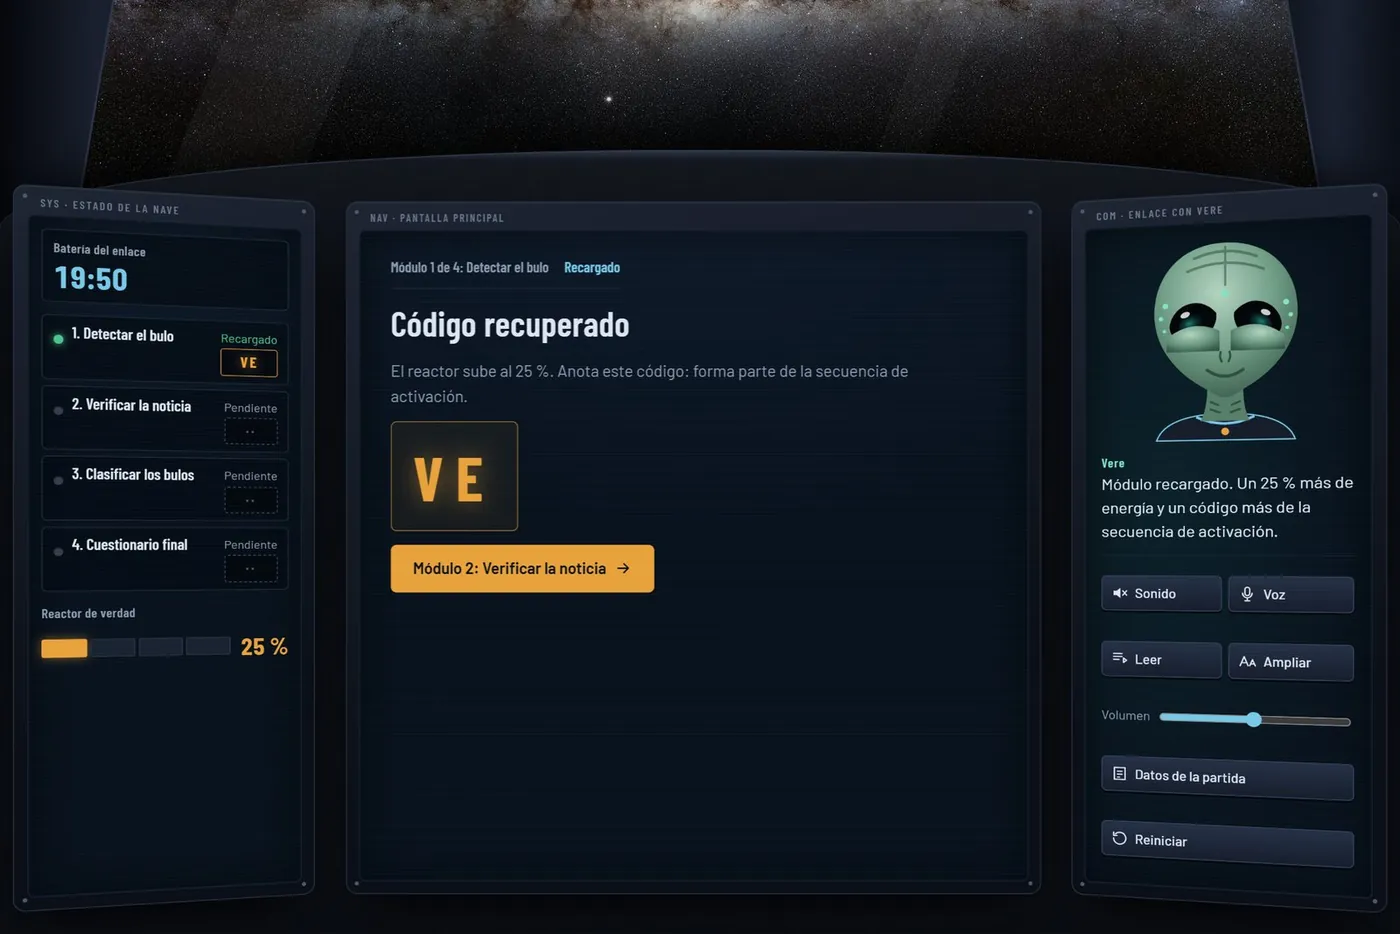 SYS · ESTADO DE LA NAVE
Batería del enlace
19:50
1. Detectar el bulo
Recargado
VE
2. Verificar la noticia
Pendiente
··
3. Clasificar los bulos
Pendiente
··
4. Cuestionario final
Pendiente
··
Reactor de verdad
25 %
NAV · PANTALLA PRINCIPAL
Módulo 1 de 4: Detectar el bulo Recargado
Código recuperado
El reactor sube al 25 %. Anota este código: forma parte de la secuencia de
activación.
VE
Módulo 2: Verificar la noticia →
COM · ENLACE CON VERE
Vere
Módulo recargado. Un 25 % más de
energía y un código más de la
secuencia de activación.
Sonido
Voz
Leer
AA Ampliar
Volumen
Datos de la partida
Reiniciar